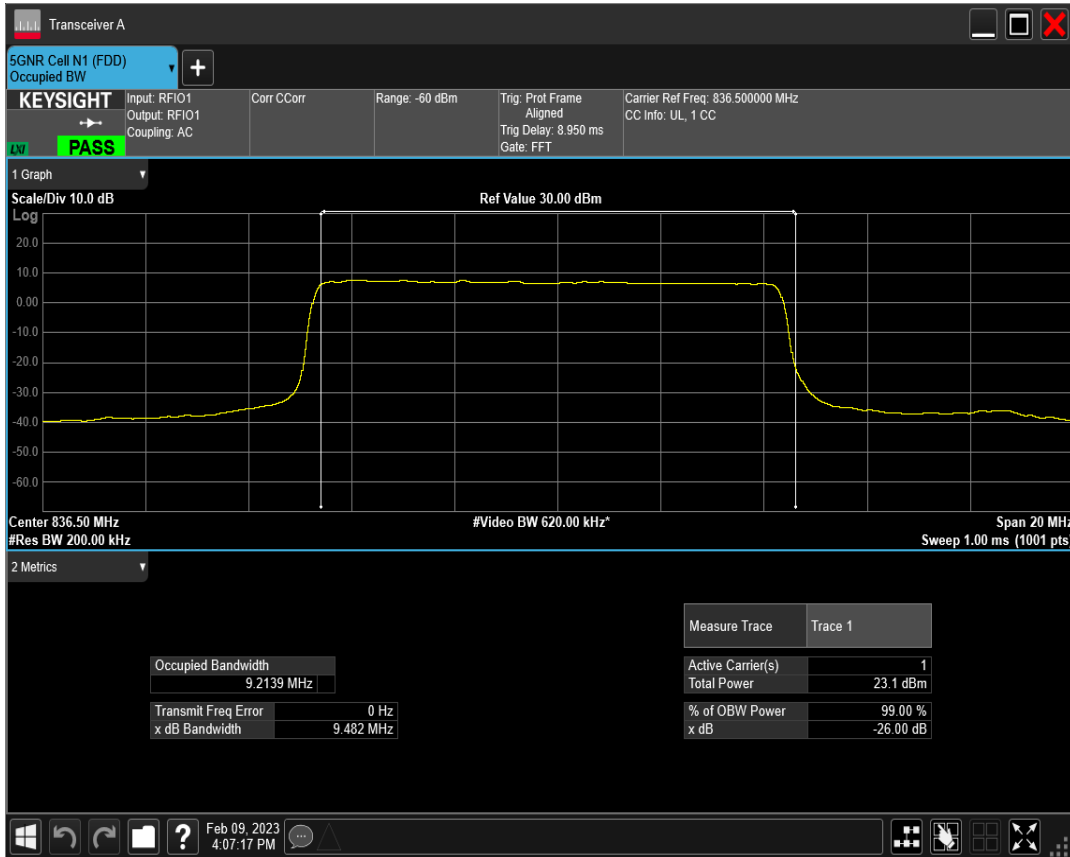 Transceiver A
5GNR Cell N1 (FDD)
Occupied BW
+
KEYSIGHT
LXI
PASS
Input: RFIO1
Output: RFIO1
Coupling: AC
Corr CCorr
Range: -60 dBm
Trig: Prot Frame
Aligned
Trig Delay: 8.950 ms
Gate: FFT
Carrier Ref Freq: 836.500000 MHz
CC Info: UL, 1 CC
1 Graph
Scale/Div 10.0 dB
Ref Value 30.00 dBm
Log
20.0
10.0
0.00
-10.0
-20.0
-30.0
-40.0
-50.0
-60.0
Center 836.50 MHz
#Video BW 620.00 kHz*
Span 20 MHz
#Res BW 200.00 kHz
Sweep 1.00 ms (1001 pts)
2 Metrics
Measure Trace Trace 1
Occupied Bandwidth
9.2139 MHz
Active Carrier(s) 1
Total Power 23.1 dBm
Transmit Freq Error 0 Hz
x dB Bandwidth 9.482 MHz
% of OBW Power 99.00 %
x dB -26.00 dB
?
Feb 09, 2023
4:07:17 PM